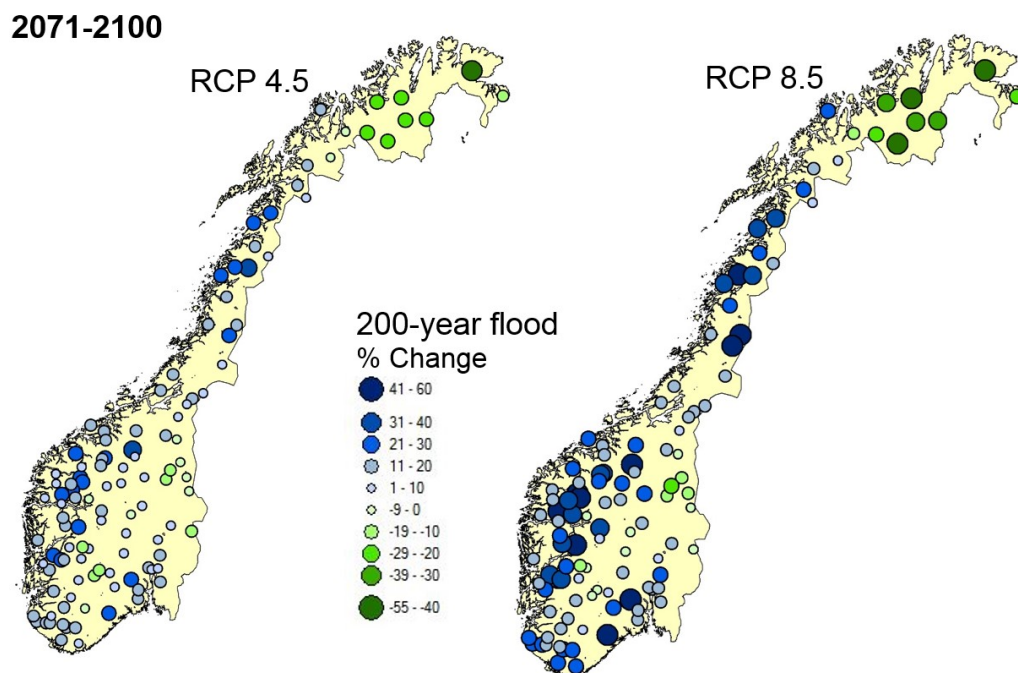 2071-2100
RCP 4.5
RCP 8.5
200-year flood
% Change
41 - 60
31 - 40
21 - 30
11 - 20
1 - 10
-9 - 0
-19 - -10
-29 - -20
-39 - -30
-55 - -40